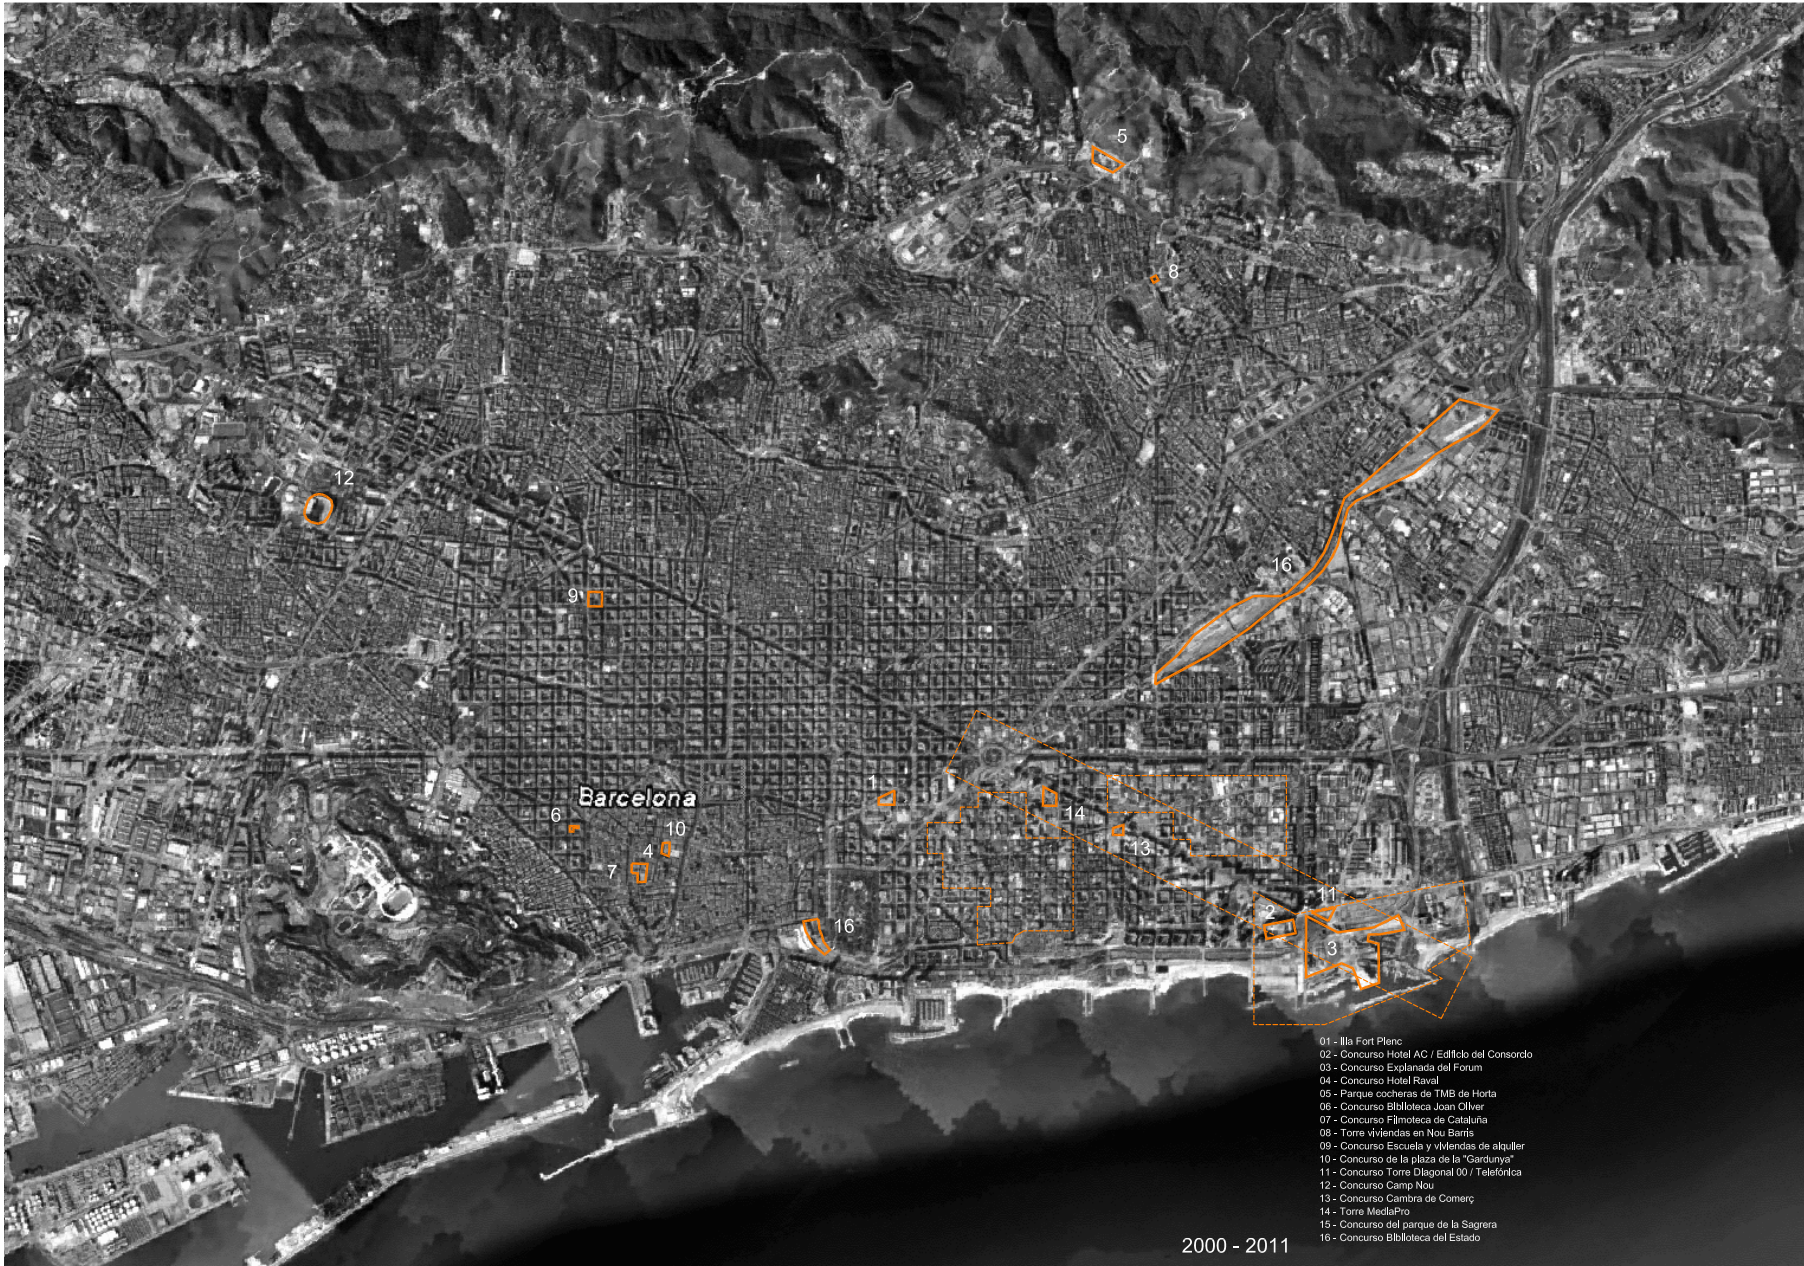 5
8
12
16
9
1
Barcelona
14
6
10
13
4
7
11
2
16
3
01 - Illa Fort Pienc
02 - Concurso Hotel AC / Edificio del Consorcio
03 - Concurso Explanada del Forum
04 - Concurso Hotel Raval
05 - Parque cocheras de TMB de Horta
06 - Concurso Biblioteca Joan Oliver
07 - Concurso Filmoteca de Cataluña
08 - Torre viviendas en Nou Barris
09 - Concurso Escuela y viviendas de alquiler
10 - Concurso de la plaza de la "Gardunya"
11 - Concurso Torre Diagonal 00 / Telefónica
12 - Concurso Camp Nou
13 - Concurso Cambra de Comerç
14 - Torre MediaPro
15 - Concurso del parque de la Sagrera
16 - Concurso Biblioteca del Estado
2000 - 2011